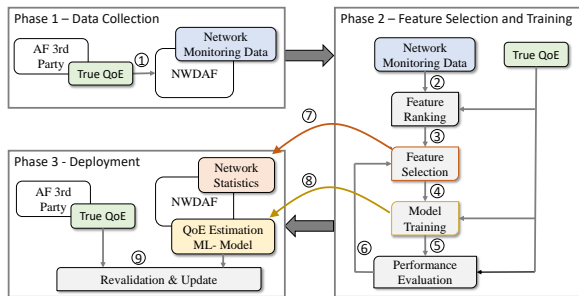 Phase 1 – Data Collection
AF 3rd
Party
True QoE
①
NWDAF
Network
Monitoring Data
Phase 2 – Feature Selection and Training
Network
Monitoring Data
True QoE
②
Feature
Ranking
③
Feature
Selection
④
Model
Training
⑤
⑥
Performance
Evaluation
⑦
⑧
Phase 3 - Deployment
AF 3rd
Party
True QoE
Network
Statistics
NWDAF
QoE Estimation
ML- Model
⑨
Revalidation & Update